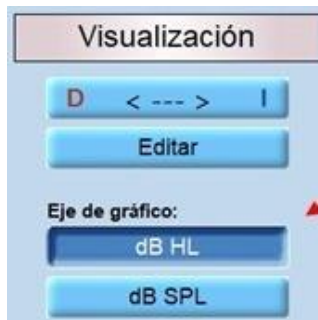 Visualización
D < --- > I
Editar
Eje de gráfico:
dB HL
dB SPL